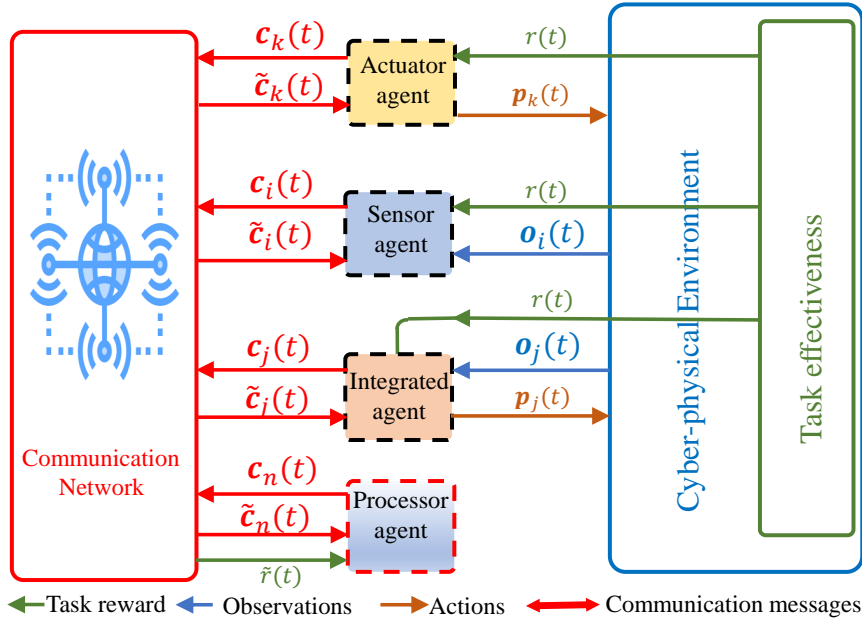 c_k(t)
c̃_k(t)
Actuator
agent
r(t)
p_k(t)
c_i(t)
c̃_i(t)
Sensor
agent
r(t)
o_i(t)
c_j(t)
c̃_j(t)
Integrated
agent
r(t)
o_j(t)
p_j(t)
c_n(t)
c̃_n(t)
r̃(t)
Processor
agent
Communication
Network
Cyber-physical Environment
Task effectiveness
Task reward
Observations
Actions
Communication messages